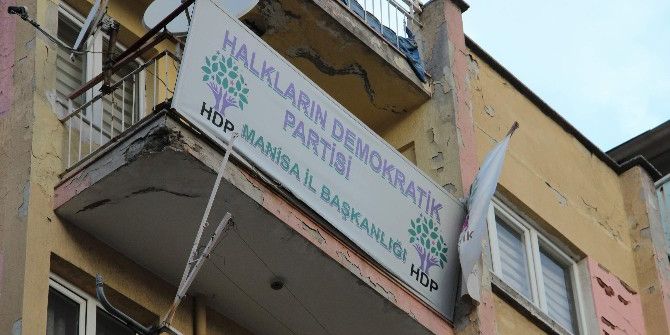 HALKLARIN DEMOKRATİK
PARTİSİ
MANİSA İL BAŞKANLIĞI
HDP
HDP